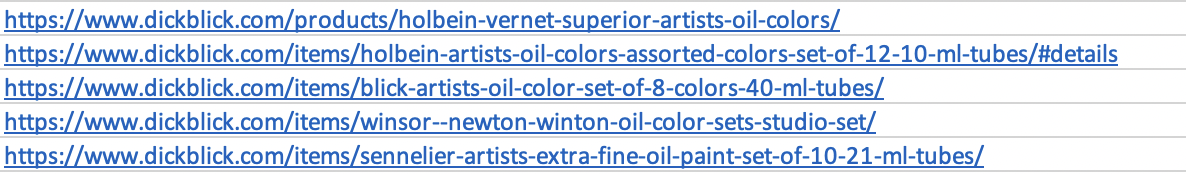 https://www.dickblick.com/products/holbein-vernet-superior-artists-oil-colors/
https://www.dickblick.com/items/holbein-artists-oil-colors-assorted-colors-set-of-12-10-ml-tubes/#details
https://www.dickblick.com/items/blick-artists-oil-color-set-of-8-colors-40-ml-tubes/
https://www.dickblick.com/items/winsor--newton-winton-oil-color-sets-studio-set/
https://www.dickblick.com/items/sennelier-artists-extra-fine-oil-paint-set-of-10-21-ml-tubes/